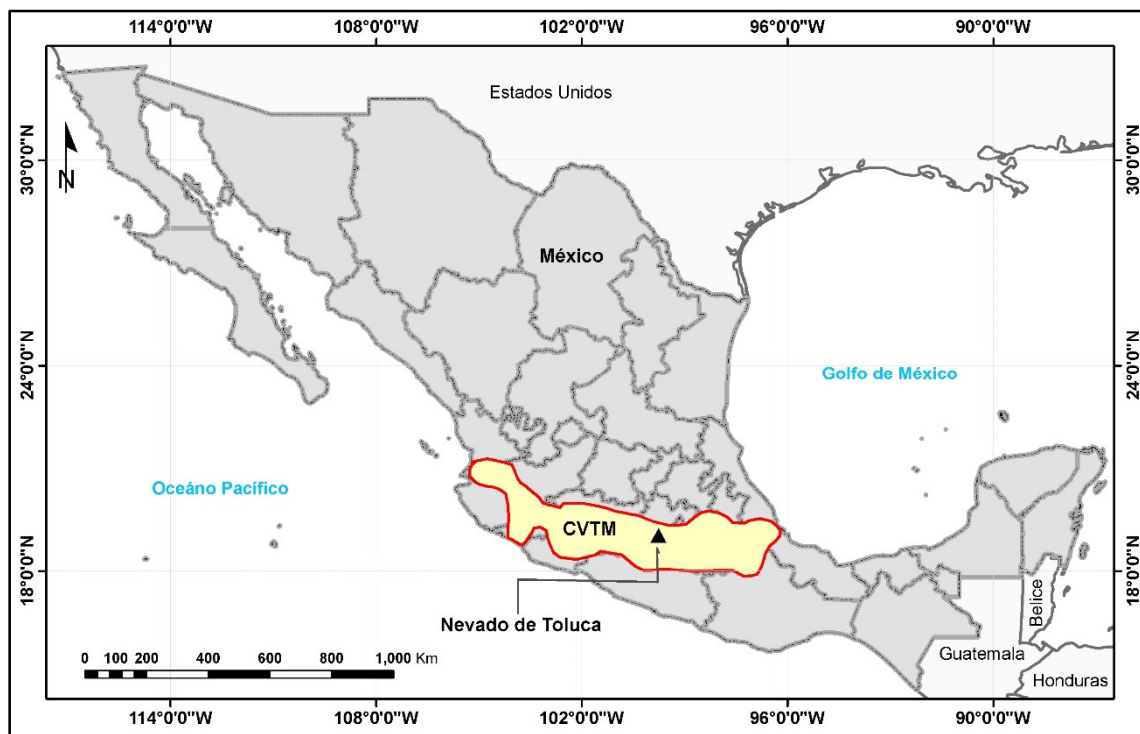 114°0'0"W 108°0'0"W 102°0'0"W 96°0'0"W 90°0'0"W
Estados Unidos
30°0'0"N 30°0'0"N
N
México
24°0'0"N 24°0'0"N
Golfo de México
Oceáno Pacífico
CVTM
18°0'0"N 18°0'0"N
Belice
Nevado de Toluca
Guatemala
0 100 200 400 600 800 1,000 Km
Honduras
114°0'0"W 108°0'0"W 102°0'0"W 96°0'0"W 90°0'0"W